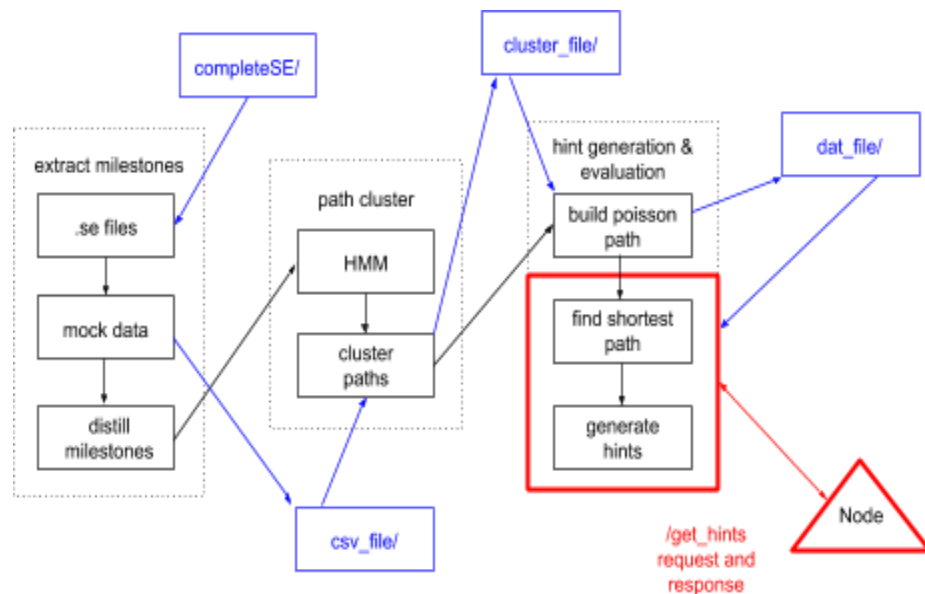 completeSE/
cluster_file/
dat_file/
extract milestones
.se files
mock data
distill
milestones
path cluster
HMM
cluster
paths
csv_file/
hint generation &
evaluation
build poisson
path
find shortest
path
generate
hints
/get_hints
request and
response
Node